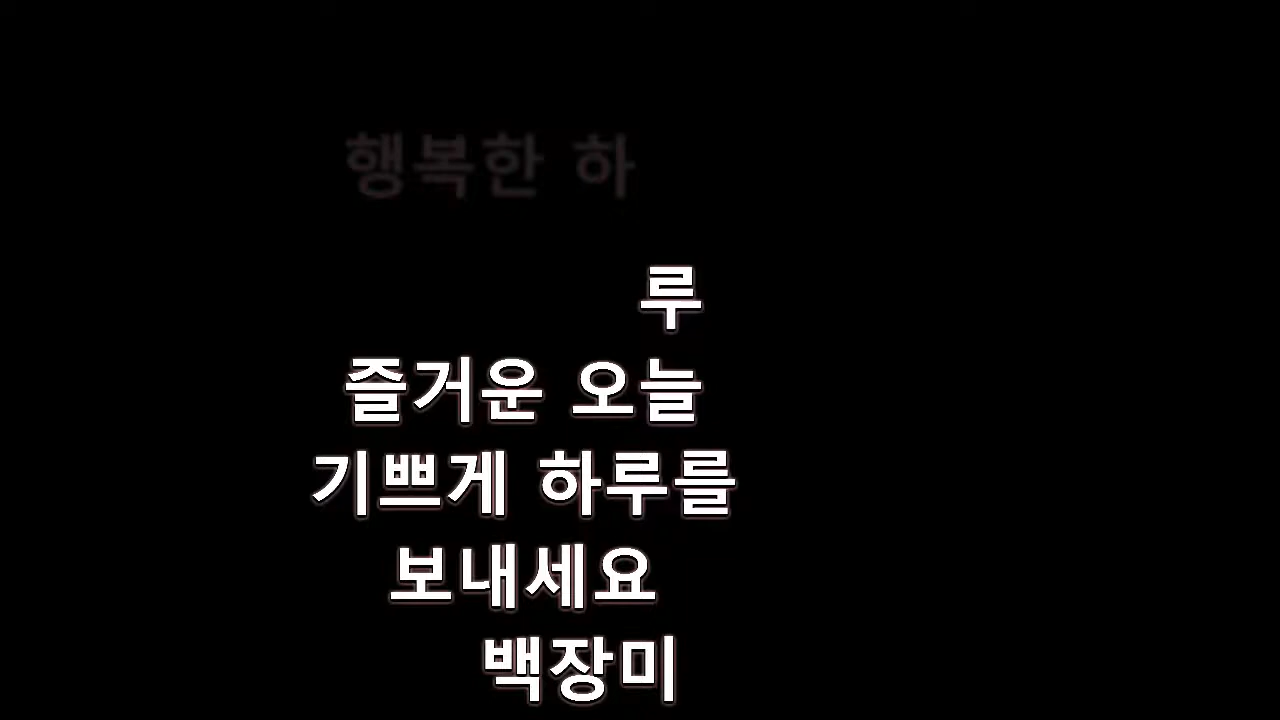 행복한 하
루
즐거운 오늘
기쁘게 하루를
보내세요
백장미